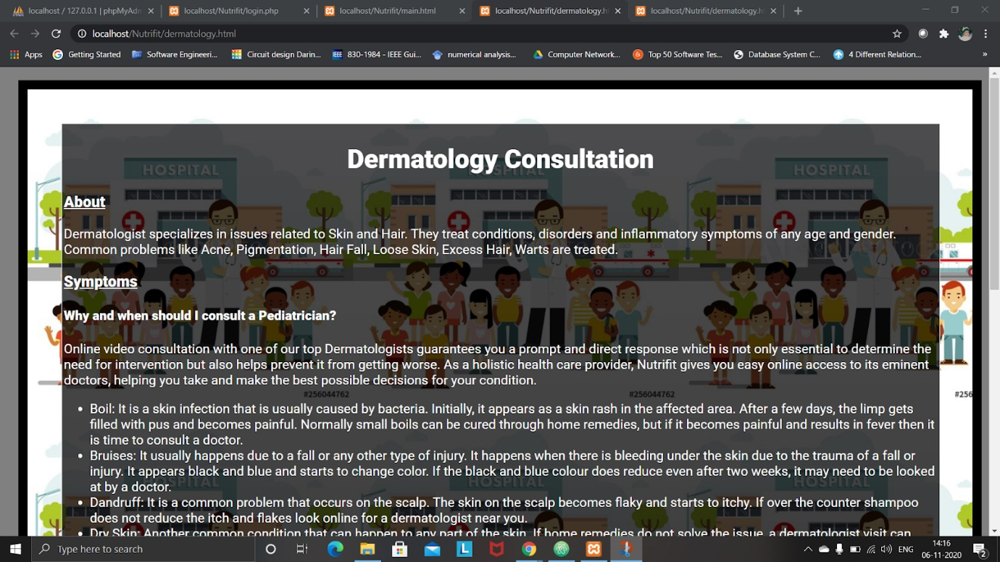 localhost / 127.0.0.1 | phpMyAdm
localhost/Nutrifit/login.php
localhost/Nutrifit/main.html
localhost/Nutrifit/dermatology.h
localhost/Nutrifit/dermatology.h
localhost/Nutrifit/dermatology.html
Apps
Getting Started
Software Engineeri...
Circuit design Darin...
IEEE
830-1984 - IEEE Gui...
numerical analysis...
Computer Network...
Top 50 Software Tes...
Database System C...
4 Different Relation...
»
Dermatology Consultation
HOSPITAL
HOSPITAL
HOSPITAL
About
Dermatologist specializes in issues related to Skin and Hair. They treat conditions, disorders and inflammatory symptoms of any age and gender.
Common problems like Acne, Pigmentation, Hair Fall, Loose Skin, Excess Hair, Warts are treated.
Symptoms
Why and when should I consult a Pediatrician?
Online video consultation with one of our top Dermatologists guarantees you a prompt and direct response which is not only essential to determine the
need for intervention but also helps prevent it from getting worse. As a holistic health care provider, Nutrifit gives you easy online access to its eminent
doctors, helping you take and make the best possible decisions for your condition.
#256044762
#256044762
#256
• Boil: It is a skin infection that is usually caused by bacteria. Initially, it appears as a skin rash in the affected area. After a few days, the limp gets
filled with pus and becomes painful. Normally small boils can be cured through home remedies, but if it becomes painful and results in fever then it
is time to consult a doctor.
• Bruises: It usually happens due to a fall or any other type of injury. It happens when there is bleeding under the skin due to the trauma of a fall or
injury. It appears black and blue and starts to change color. If the black and blue colour does reduce even after two weeks, it may need to be looked
at by a doctor.
HOSPITAL
HOSPITAL
HOSPITAL
• Dandruff: It is a common problem that occurs on the scalp. The skin on the scalp becomes flaky and starts to itchy. If over the counter shampoo
does not reduce the itch and flakes look online for a dermatologist near you.
• Dry Skin: Another common condition that can happen to any part of the skin. If home remedies do not solve the issue, a dermatologist visit can
Type here to search
L
ENG
14:16
06-11-2020
2